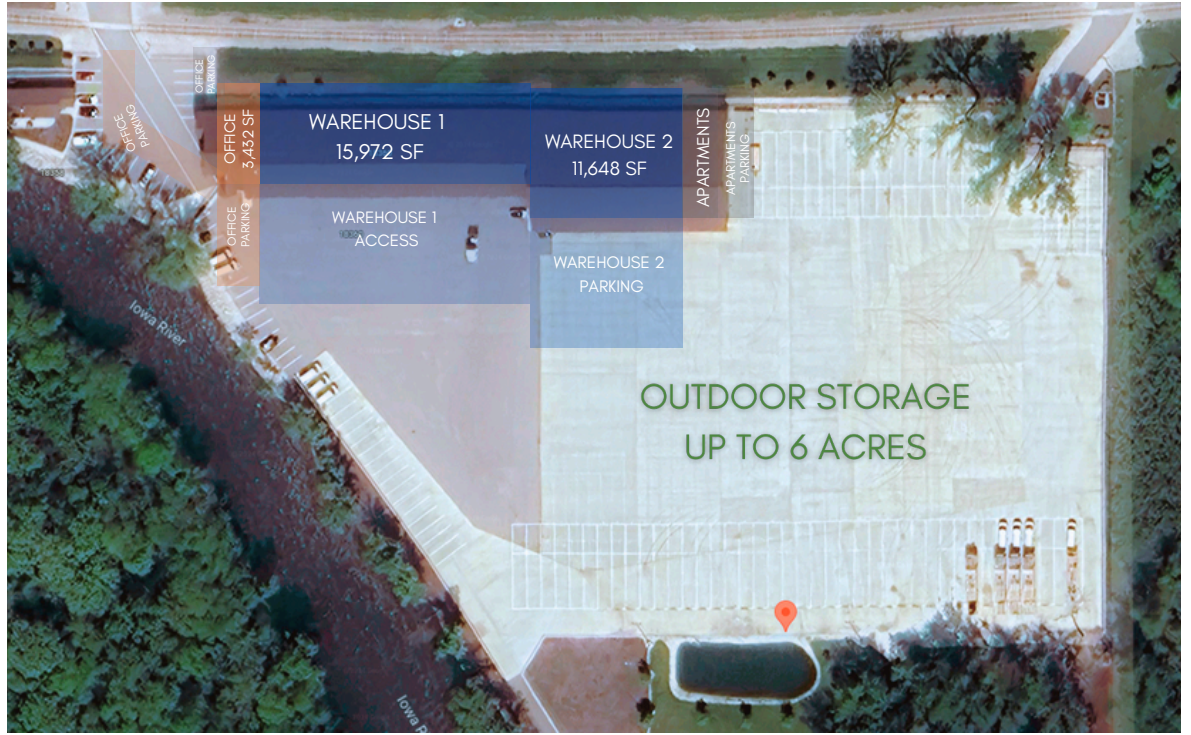 OFFICE
PARKING
OFFICE
PARKING
OFFICE
3,432 SF
WAREHOUSE 1
15,972 SF
WAREHOUSE 2
11,648 SF
APARTMENTS
APARTMENTS
PARKING
OFFICE
PARKING
WAREHOUSE 1
ACCESS
WAREHOUSE 2
PARKING
Iowa River
OUTDOOR STORAGE
UP TO 6 ACRES
Iowa R